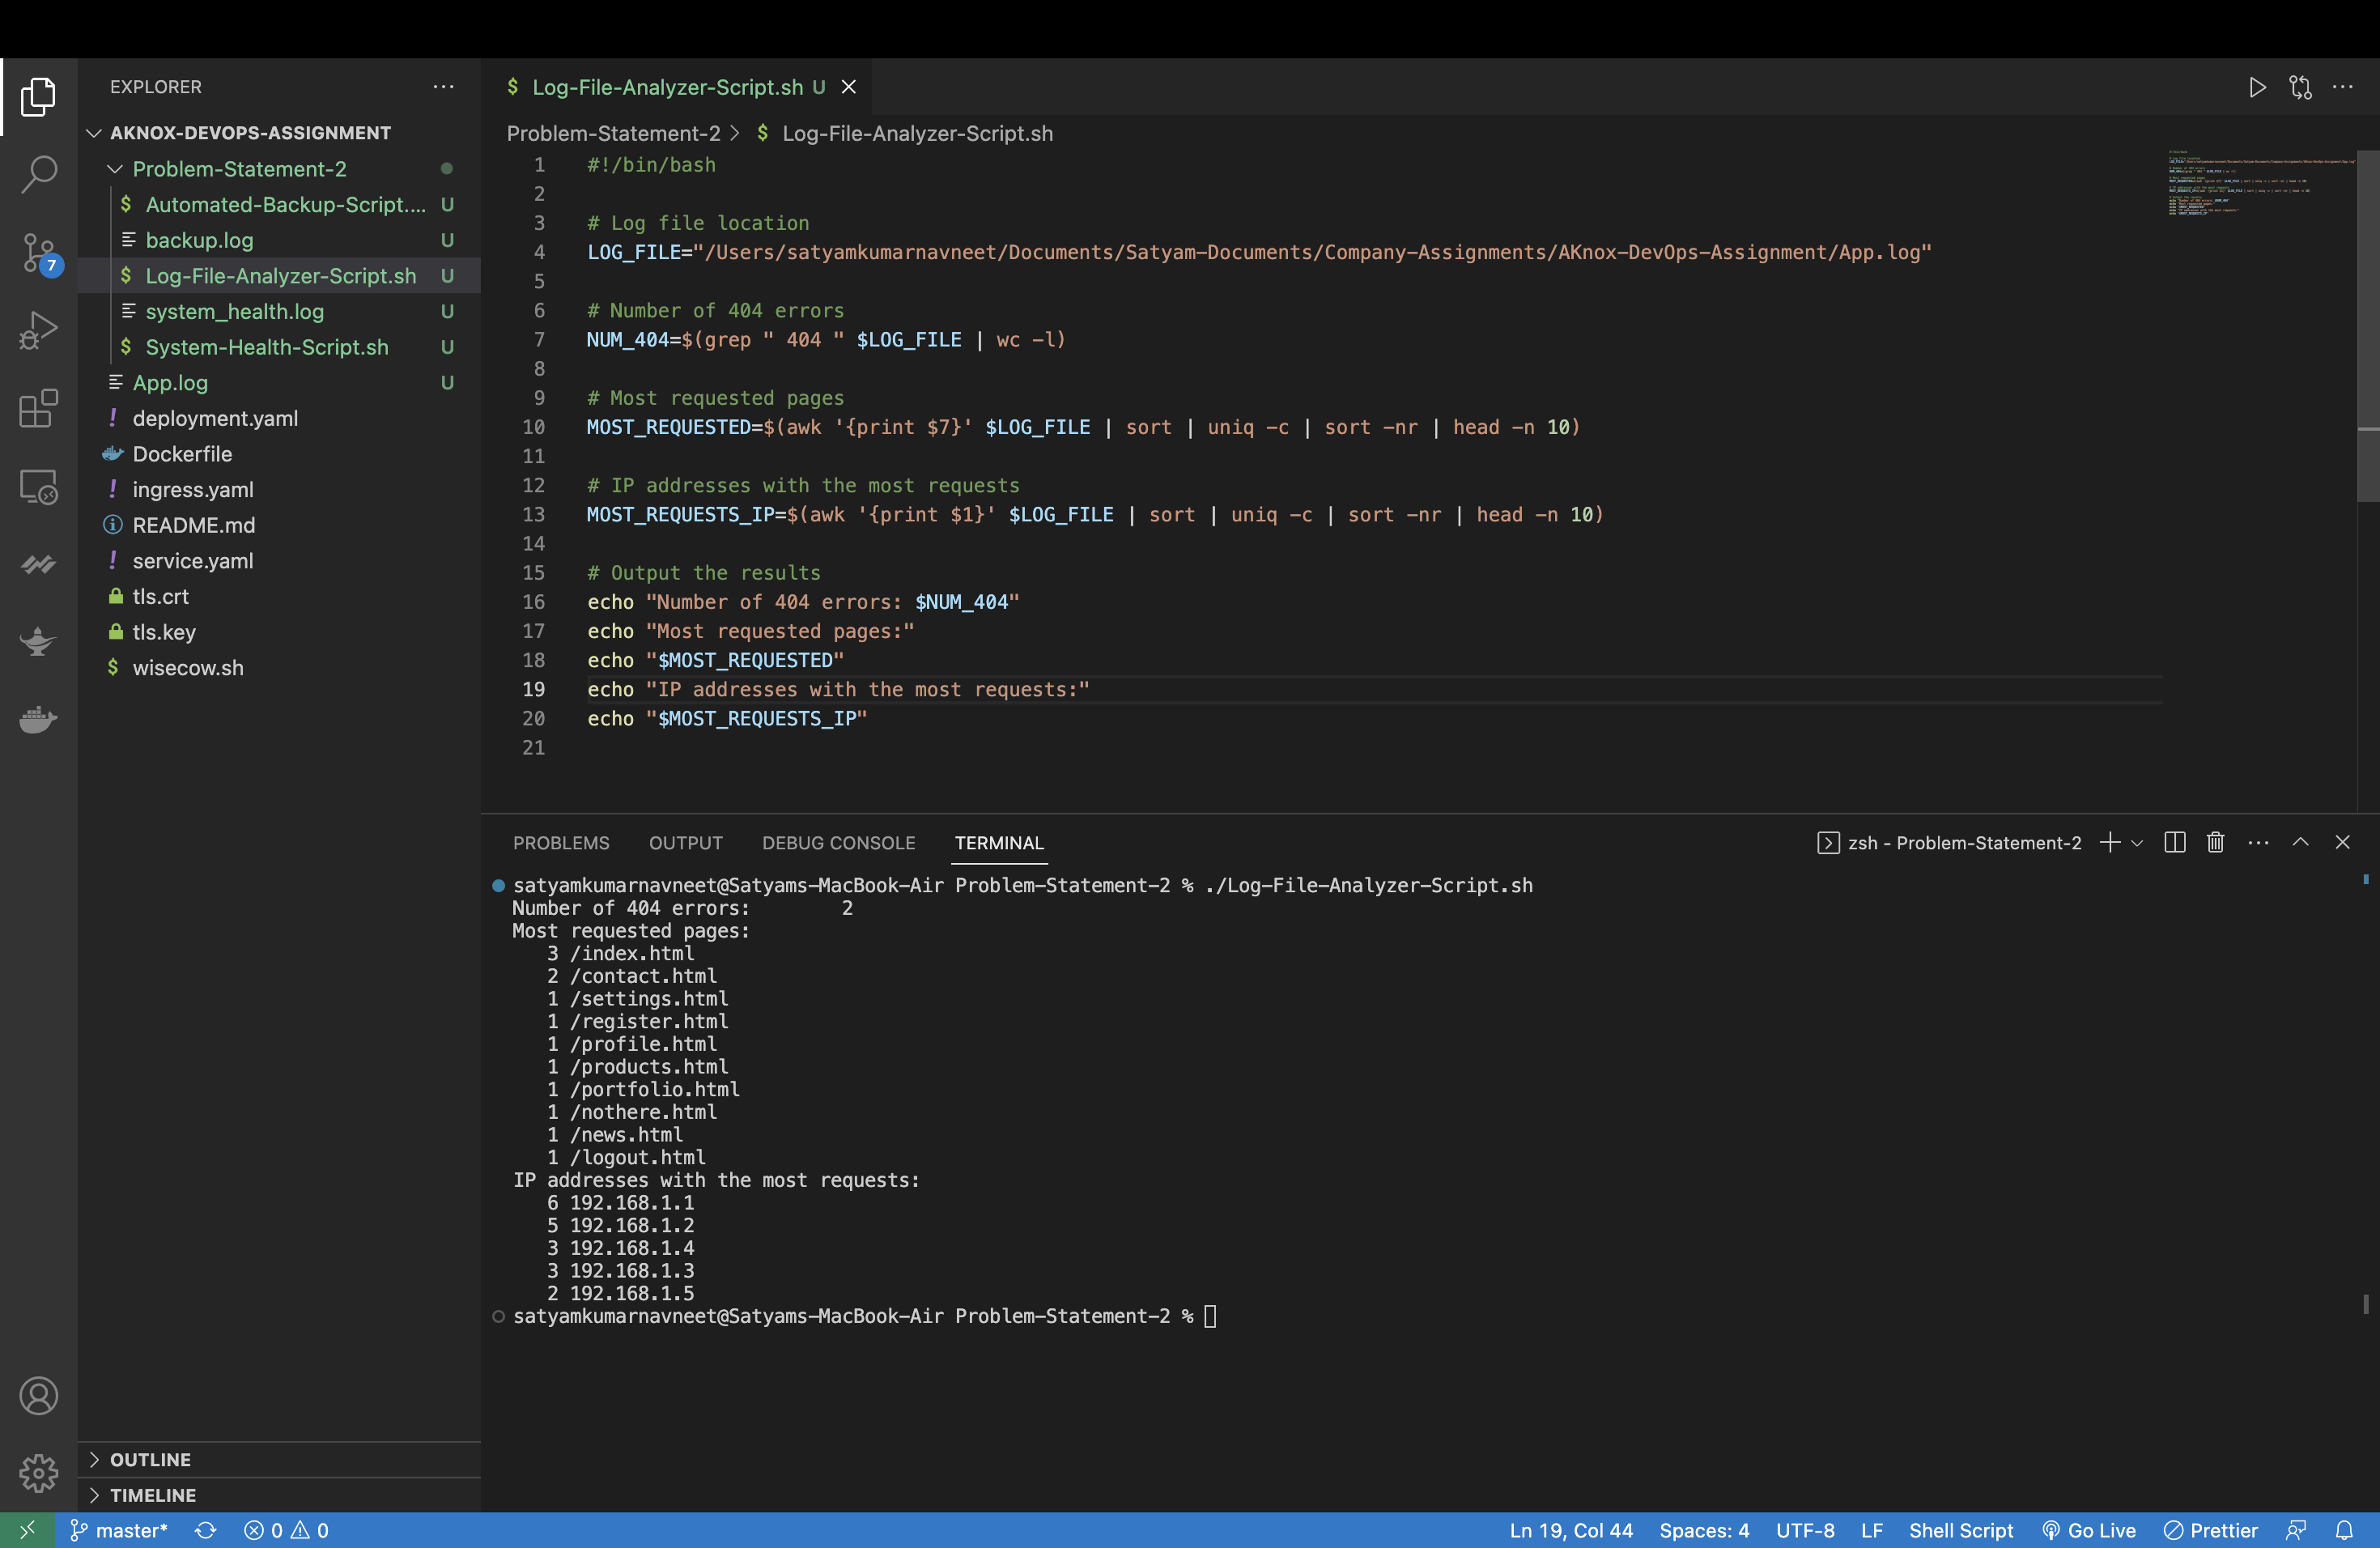 EXPLORER
AKNOX-DEVOPS-ASSIGNMENT
Problem-Statement-2
$ Automated-Backup-Script.... U
backup.log U
$ Log-File-Analyzer-Script.sh U
system_health.log U
$ System-Health-Script.sh U
App.log U
! deployment.yaml
Dockerfile
! ingress.yaml
README.md
! service.yaml
tls.crt
tls.key
$ wisecow.sh
7
OUTLINE
TIMELINE
$ Log-File-Analyzer-Script.sh U
Problem-Statement-2 > $ Log-File-Analyzer-Script.sh
1 #!/bin/bash
2
3 # Log file location
4 LOG_FILE="/Users/satyamkumarnavneet/Documents/Satyam-Documents/Company-Assignments/AKnox-DevOps-Assignment/App.log"
5
6 # Number of 404 errors
7 NUM_404=$(grep " 404 " $LOG_FILE | wc -l)
8
9 # Most requested pages
10 MOST_REQUESTED=$(awk '{print $7}' $LOG_FILE | sort | uniq -c | sort -nr | head -n 10)
11
12 # IP addresses with the most requests
13 MOST_REQUESTS_IP=$(awk '{print $1}' $LOG_FILE | sort | uniq -c | sort -nr | head -n 10)
14
15 # Output the results
16 echo "Number of 404 errors: $NUM_404"
17 echo "Most requested pages:"
18 echo "$MOST_REQUESTED"
19 echo "IP addresses with the most requests:"
20 echo "$MOST_REQUESTS_IP"
21
PROBLEMS OUTPUT DEBUG CONSOLE TERMINAL zsh - Problem-Statement-2
satyamkumarnavneet@Satyams-MacBook-Air Problem-Statement-2 % ./Log-File-Analyzer-Script.sh
Number of 404 errors:        2
Most requested pages:
   3 /index.html
   2 /contact.html
   1 /settings.html
   1 /register.html
   1 /profile.html
   1 /products.html
   1 /portfolio.html
   1 /nothere.html
   1 /news.html
   1 /logout.html
IP addresses with the most requests:
   6 192.168.1.1
   5 192.168.1.2
   3 192.168.1.4
   3 192.168.1.3
   2 192.168.1.5
satyamkumarnavneet@Satyams-MacBook-Air Problem-Statement-2 %
master* 0 0 Ln 19, Col 44 Spaces: 4 UTF-8 LF Shell Script Go Live Prettier